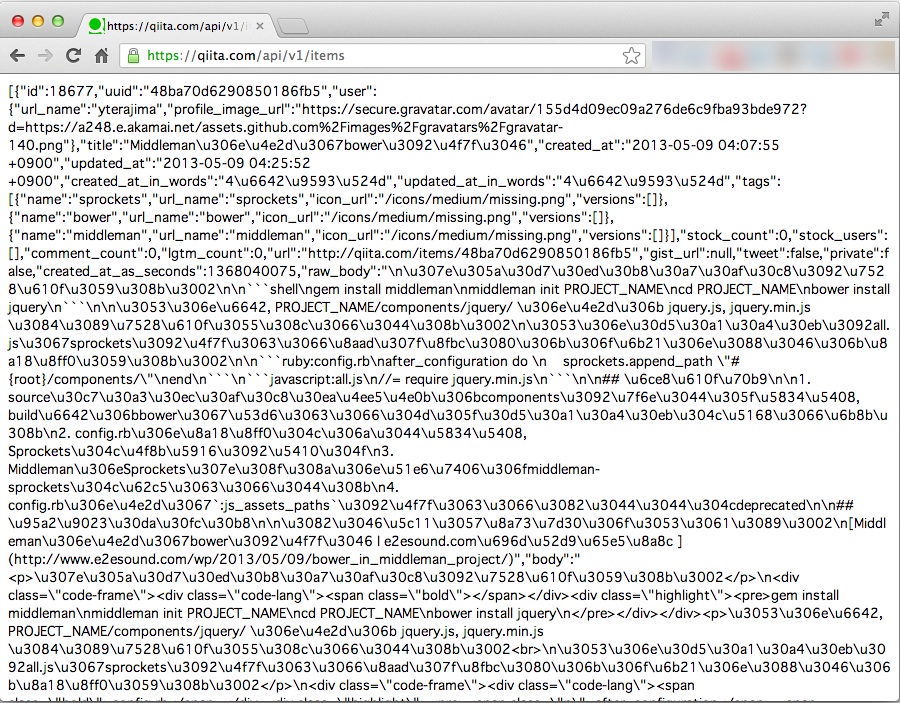 https://qiita.com/api/v1/
https://qiita.com/api/v1/items
[{"id":18677,"uuid":"48ba70d6290850186fb5","user":
{"url_name":"yterajima","profile_image_url":"https://secure.gravatar.com/avatar/155d4d09ec09a276de6c9fba93bde972?
d=https://a248.e.akamai.net/assets.github.com%2Fimages%2Fgravatars%2Fgravatar-
140.png"},"title":"Middleman\u306e\u4e2d\u3067bower\u3092\u4f7f\u3046","created_at":"2013-05-09 04:07:55
+0900","updated_at":"2013-05-09 04:25:52
+0900","created_at_in_words":"4\u6642\u9593\u524d","updated_at_in_words":"4\u6642\u9593\u524d","tags":
[{"name":"sprockets","url_name":"sprockets","icon_url":"/icons/medium/missing.png","versions":[]},
{"name":"bower","url_name":"bower","icon_url":"/icons/medium/missing.png","versions":[]},
{"name":"middleman","url_name":"middleman","icon_url":"/icons/medium/missing.png","versions":[]}],"stock_count":0,"stock_users":
[],"comment_count":0,"lgtm_count":0,"url":"http://qiita.com/items/48ba70d6290850186fb5","gist_url":null,"tweet":false,"private":f
alse,"created_at_as_seconds":1368040075,"raw_body":"\n\u307e\u305a\u30d7\u30ed\u30b8\u30a7\u30af\u30c8\u3092\u7528
\u610f\u3059\u308b\u3002\n\n```shell\ngem install middleman\nmiddleman init PROJECT_NAME\ncd PROJECT_NAME\nbower install
jquery\n```\n\n\u3053\u306e\u6642, PROJECT_NAME/components/jquery/ \u306e\u4e2d\u306b jquery.js, jquery.min.js
\u3084\u3089\u7528\u610f\u3055\u308c\u3066\u3044\u308b\u3002\n\u3053\u306e\u30d5\u30a1\u30a4\u30eb\u3092all.
js\u3067sprockets\u3092\u4f7f\u3063\u3066\u8aad\u307f\u8fbc\u3080\u306b\u306f\u6b21\u306e\u3088\u3046\u306b\u8
a18\u8ff0\u3059\u308b\u3002\n\n```ruby:config.rb\nafter_configuration do \n    sprockets.append_path \"#
{root}/components/\"\nend\n```\n```javascript:all.js\n//= require jquery.min.js\n```\n\n## \u6ce8\u610f\u70b9\n\n1.
source\u30c7\u30a3\u30ec\u30af\u30c8\u30ea\u4ee5\u4e0b\u306bcomponents\u3092\u7f6e\u3044\u305f\u5834\u5408,
build\u6642\u306bbower\u3067\u53d6\u3063\u3066\u304d\u305f\u30d5\u30a1\u30a4\u30eb\u304c\u5168\u3066\u6b8b\u
308b\n2. config.rb\u306e\u8a18\u8ff0\u304c\u306a\u3044\u5834\u5408,
Sprockets\u304c\u4f8b\u5916\u3092\u5410\u304f\n3.
Middleman\u306eSprockets\u307e\u308f\u308a\u306e\u51e6\u7406\u306fmiddleman-
sprockets\u304c\u62c5\u3063\u3066\u3044\u308b\n4.
config.rb\u306e\u4e2d\u3067`:js_assets_paths`\u3092\u4f7f\u3063\u3066\u3082\u3044\u3044\u304cdeprecated\n\n##
\u95a2\u9023\u30da\u30fc\u30b8\n\n\u3082\u3046\u5c11\u3057\u8a73\u7d30\u306f\u3053\u3061\u3089\u3002\n[Middl
eman\u306e\u4e2d\u3067bower\u3092\u4f7f\u3046 | e2esound.com\u696d\u52d9\u65e5\u8a8c ]
(http://www.e2esound.com/wp/2013/05/09/bower_in_middleman_project/)","body":"
<p>\u307e\u305a\u30d7\u30ed\u30b8\u30a7\u30af\u30c8\u3092\u7528\u610f\u3059\u308b\u3002</p>\n<div
class=\"code-frame\"><div class=\"code-lang\"><span class=\"bold\"></span></div><div class=\"highlight\"><pre>gem install
middleman\nmiddleman init PROJECT_NAME\ncd PROJECT_NAME\nbower install jquery\n</pre></div></div><p>\u3053\u306e\u6642,
PROJECT_NAME/components/jquery/ \u306e\u4e2d\u306b jquery.js, jquery.min.js
\u3084\u3089\u7528\u610f\u3055\u308c\u3066\u3044\u308b\u3002<br>\n\u3053\u306e\u30d5\u30a1\u30a4\u30eb\u3
092all.js\u3067sprockets\u3092\u4f7f\u3063\u3066\u8aad\u307f\u8fbc\u3080\u306b\u306f\u6b21\u306e\u3088\u3046\u306
b\u8a18\u8ff0\u3059\u308b\u3002</p>\n<div class=\"code-frame\"><div class=\"code-lang\"><span